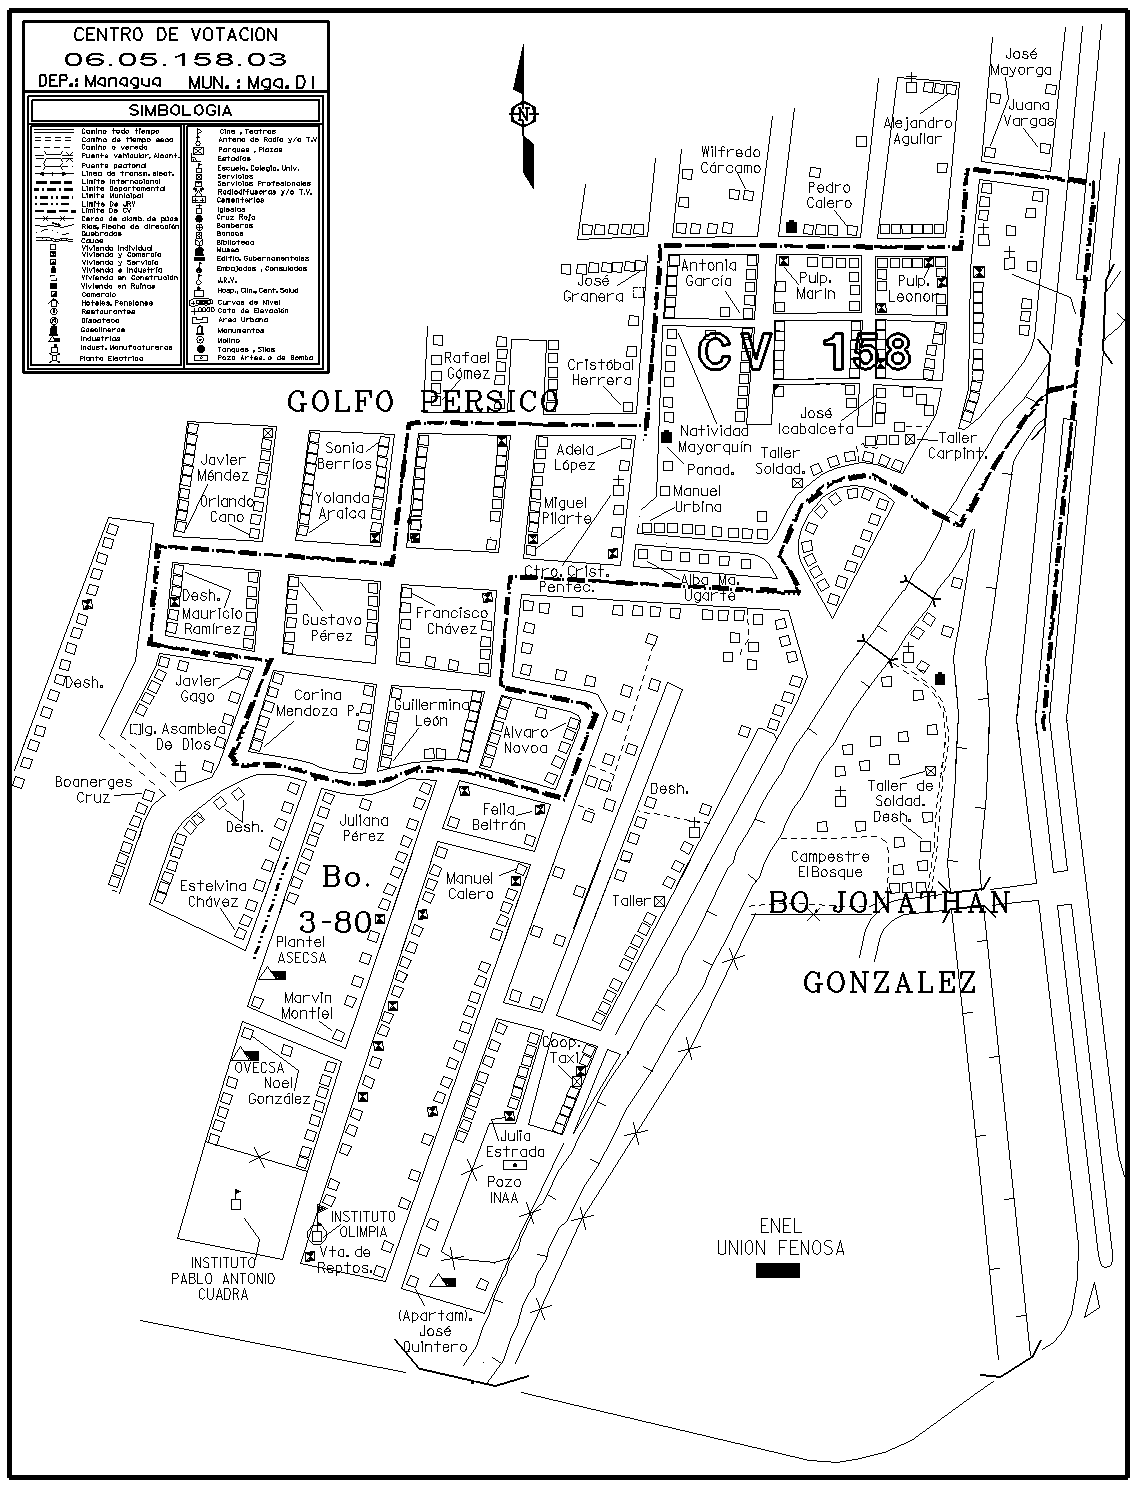 CENTRO DE VOTACION
06.05.158.03
DEP.: Managua MUN. : Mga. D I
SIMBOLOGIA
Camino todo tiempo
Camino de tiempo seco
Camino o vereda
Puente vehicular, Alcant.
Puente peatonal
Linea de transm. elect.
Limite Internacional
Limite Departamental
Limite Municipal
Limite De JRV
Limite De CV
Cerca de alamb. de púas
Rios, Flecha de dirección
Quebradas
Cauce
Vivienda Individual
Vivienda y Comercio
Vivienda y Servicio
Vivienda e Industria
Vivienda en Construcción
Vivienda en Ruinas
Comercio
Hoteles, Pensiones
Restaurantes
Discoteca
Gasolineras
Industrias
Indust. Manufactureras
Planta Electrica
Cine , Teatros
Antena de Radio y/o T.V
Parques , Plazas
Estadios
Escuela, Colegio, Univ.
Servicios
Servicios Profesionales
Radiodifusoras y/o T.V.
Cementerios
Iglesias
Cruz Roja
Bomberos
Bancos
Biblioteca
Museo
Edific. Gubernamentales
Embajadas , Consulados
J.R.V.
Hosp., Clin., Cent. Salud
Curvas de Nivel
Cota de Elevación
Area Urbana
Monumentos
Molino
Tanques , Silos
Pozo Artes. o de Bomba
N
José
Mayorga
Juana
Vargas
Alejandro
Aguilar
Wilfredo
Cárcamo
Pedro
Calero
José
Granera
Antonia
García
Pulp.
Marin
Pulp.
Leonor
CV 158
Rafael
Gómez
Cristóbal
Herrera
GOLFO PERSICO
José
Icabalceta
Natividad
Mayorquín
Taller
Soldad.
Taller
Carpint.
Panad.
Manuel
Urbina
Javier
Méndez
Orlando
Cano
Sonia
Berríos
Yolanda
Araica
Adela
López
Miguel
Pilarte
Ctro. Crist.
Pentec.
Alba Ma.
Ugarte
Desh.
Mauricio
Ramírez
Gustavo
Pérez
Francisco
Chávez
Desh.
Javier
Gago
Corina
Mendoza P.
Guillermina
León
Alvaro
Navoa
Ig. Asamblea
De Dios
Boanerges
Cruz
Desh.
Juliana
Pérez
Felia
Beltrán
Desh.
Taller de
Soldad.
Desh.
Campestre
El Bosque
Estelvina
Chávez
Bo.
3-80
Manuel
Calero
Taller
BO. JONATHAN
GONZALEZ
Plantel
ASECSA
Marvin
Montiel
OVECSA
Noel
González
Coop.
Taxi
Julia
Estrada
Pozo
INAA
INSTITUTO
OLIMPIA
Vta. de
Reptos.
INSTITUTO
PABLO ANTONIO
CUADRA
(Apartam).
José
Quintero
ENEL
UNION FENOSA